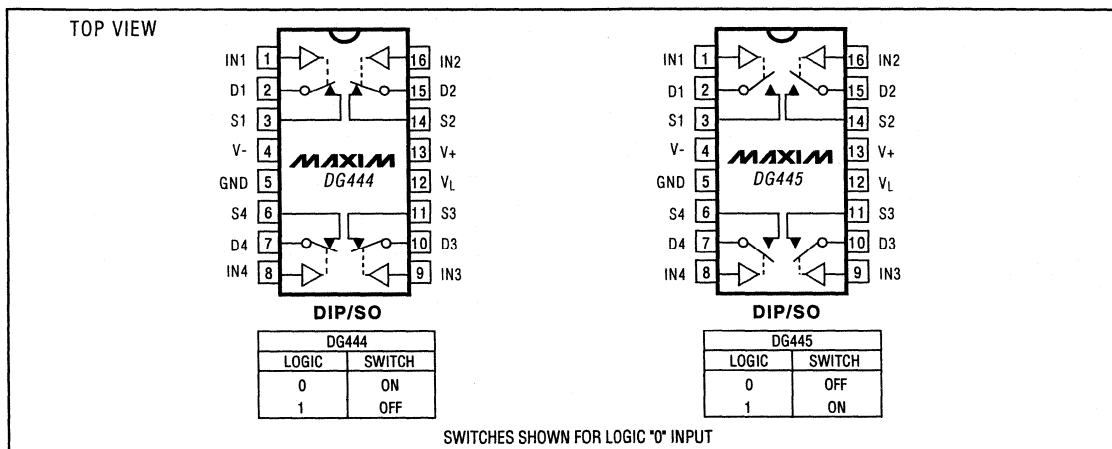 TOP VIEW
IN1 1 16 IN2
D1 2 15 D2
S1 3 14 S2
V- 4 13 V+
GND 5 12 VL
S4 6 11 S3
D4 7 10 D3
IN4 8 9 IN3
MAXIM
DG444
DIP/SO
DG444
LOGIC SWITCH
0 ON
1 OFF
IN1 1 16 IN2
D1 2 15 D2
S1 3 14 S2
V- 4 13 V+
GND 5 12 VL
S4 6 11 S3
D4 7 10 D3
IN4 8 9 IN3
MAXIM
DG445
DIP/SO
DG445
LOGIC SWITCH
0 OFF
1 ON
SWITCHES SHOWN FOR LOGIC "0" INPUT